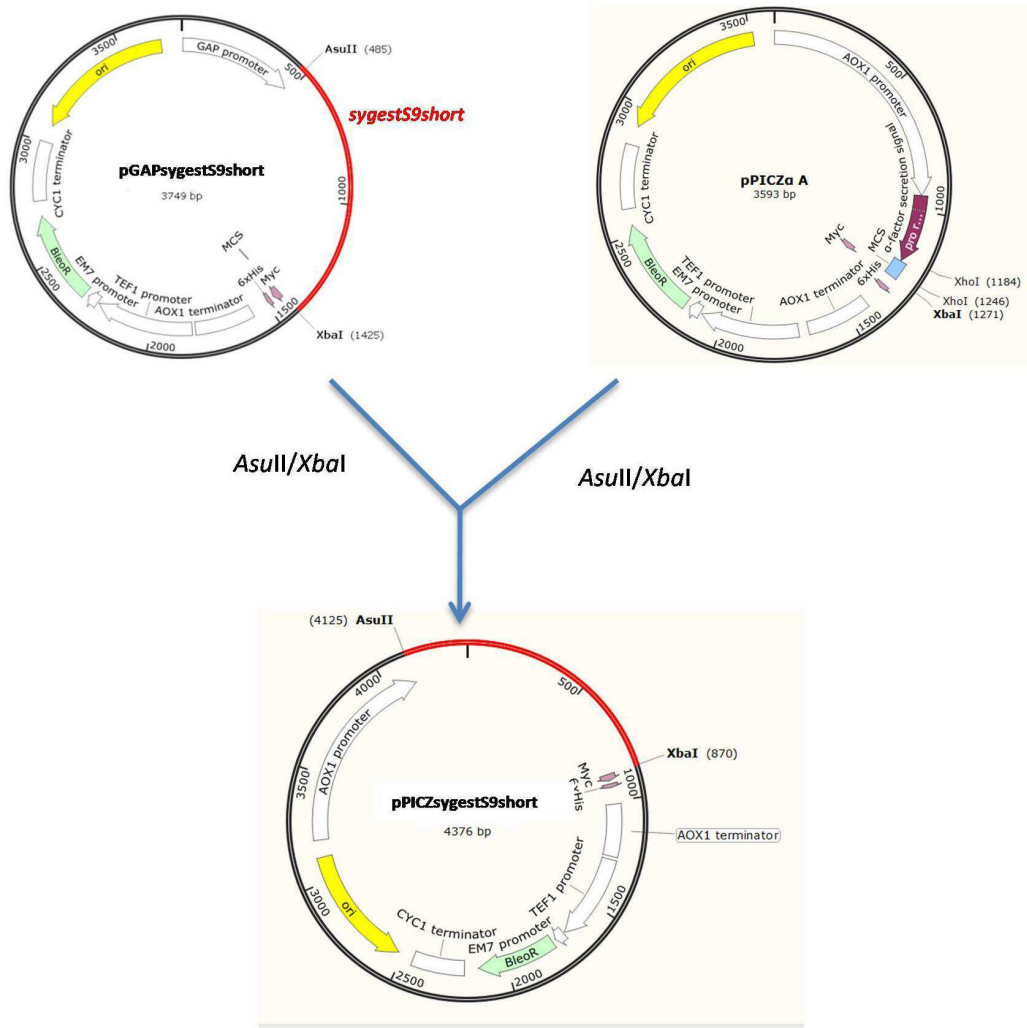 3500
GAP promoter
AsuII (485)
500
ori
sygestS9short
3000
CYC1 terminator
pGAPsygestS9short
3749 bp
1000
MCS
6xHis
Myc
BleoR
2500
EM7 promoter
TEF1 promoter
AOX1 terminator
1500
2000
XbaI (1425)
500
AOX1 promoter
ori
3000
CYC1 terminator
pPICZα A
3593 bp
α-factor secretion signal
1000
pro r...
Myc
MCS
6xHis
XhoI (1184)
XhoI (1246)
XbaI (1271)
2500
BleoR
TEF1 promoter
EM7 promoter
AOX1 terminator
1500
2000
AsuII/XbaI
AsuII/XbaI
(4125) AsuII
4000
500
AOX1 promoter
XbaI (870)
3500
Myc
6xHis
1000
pPICZsygestS9short
4376 bp
AOX1 terminator
TEF1 promoter
3000
ori
1500
CYC1 terminator
EM7 promoter
BleoR
2500
2000